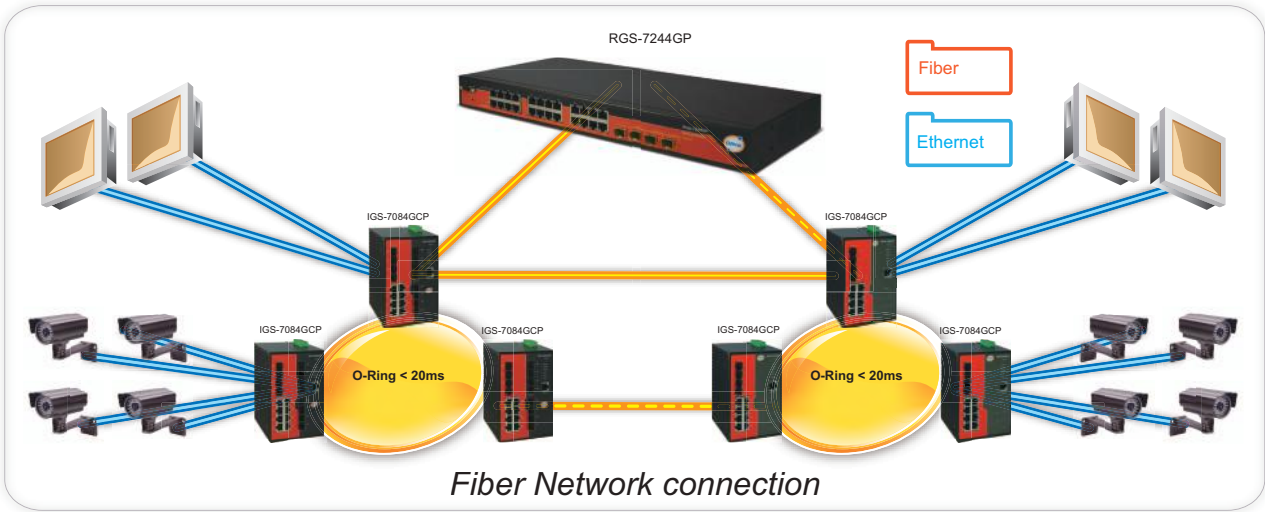 RGS-7244GP
Fiber
Ethernet
IGS-7084GCP
IGS-7084GCP
IGS-7084GCP
IGS-7084GCP
IGS-7084GCP
IGS-7084GCP
O-Ring < 20ms
O-Ring < 20ms
Fiber Network connection